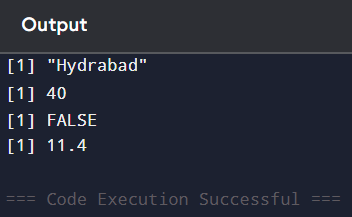 Output
[1] "Hydrabad"
[1] 40
[1] FALSE
[1] 11.4
=== Code Execution Successful ===